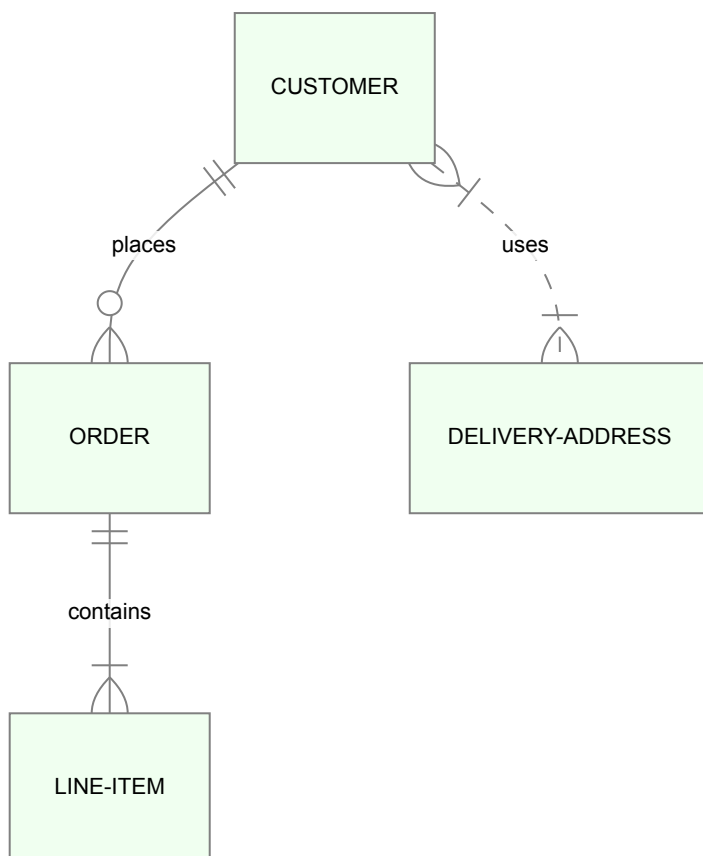 CUSTOMER
places
uses
ORDER
DELIVERY-ADDRESS
contains
LINE-ITEM